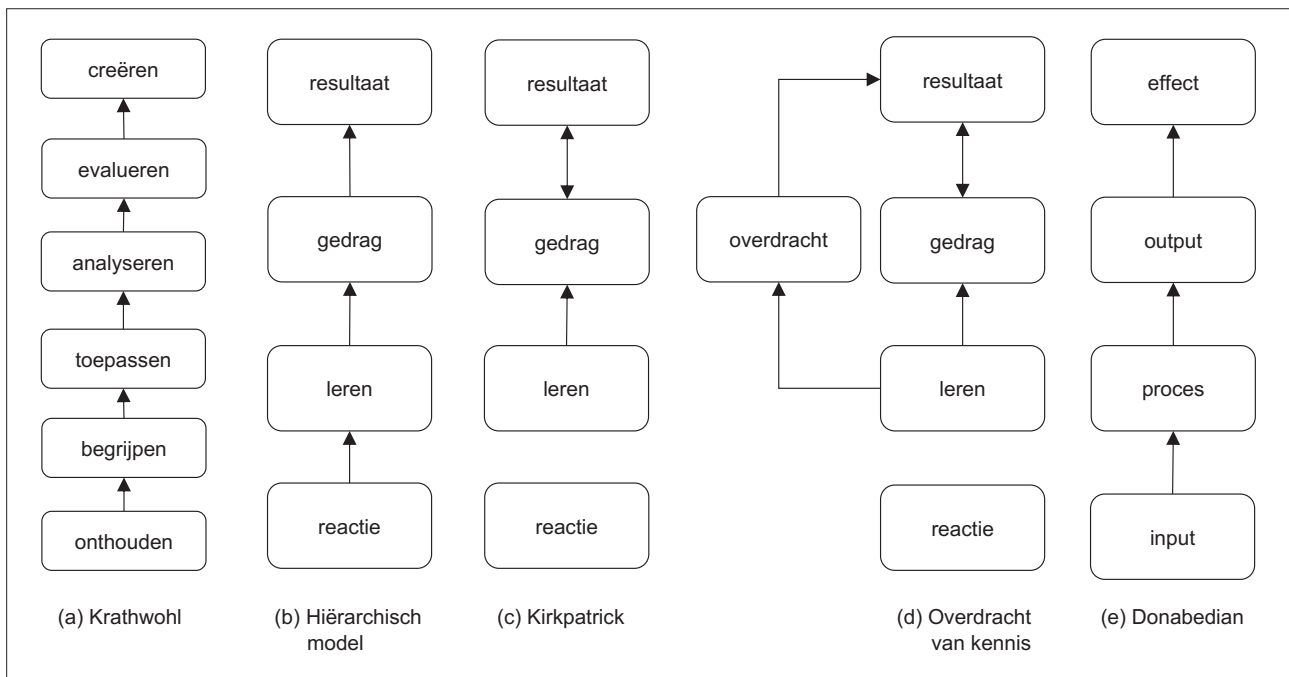 creëren
evalueren
analyseren
toepassen
begrijpen
onthouden
(a) Krathwohl
resultaat
gedrag
leren
reactie
(b) Hiërarchisch
model
resultaat
gedrag
leren
reactie
(c) Kirkpatrick
overdracht
resultaat
gedrag
leren
reactie
(d) Overdracht
van kennis
effect
output
proces
input
(e) Donabedian